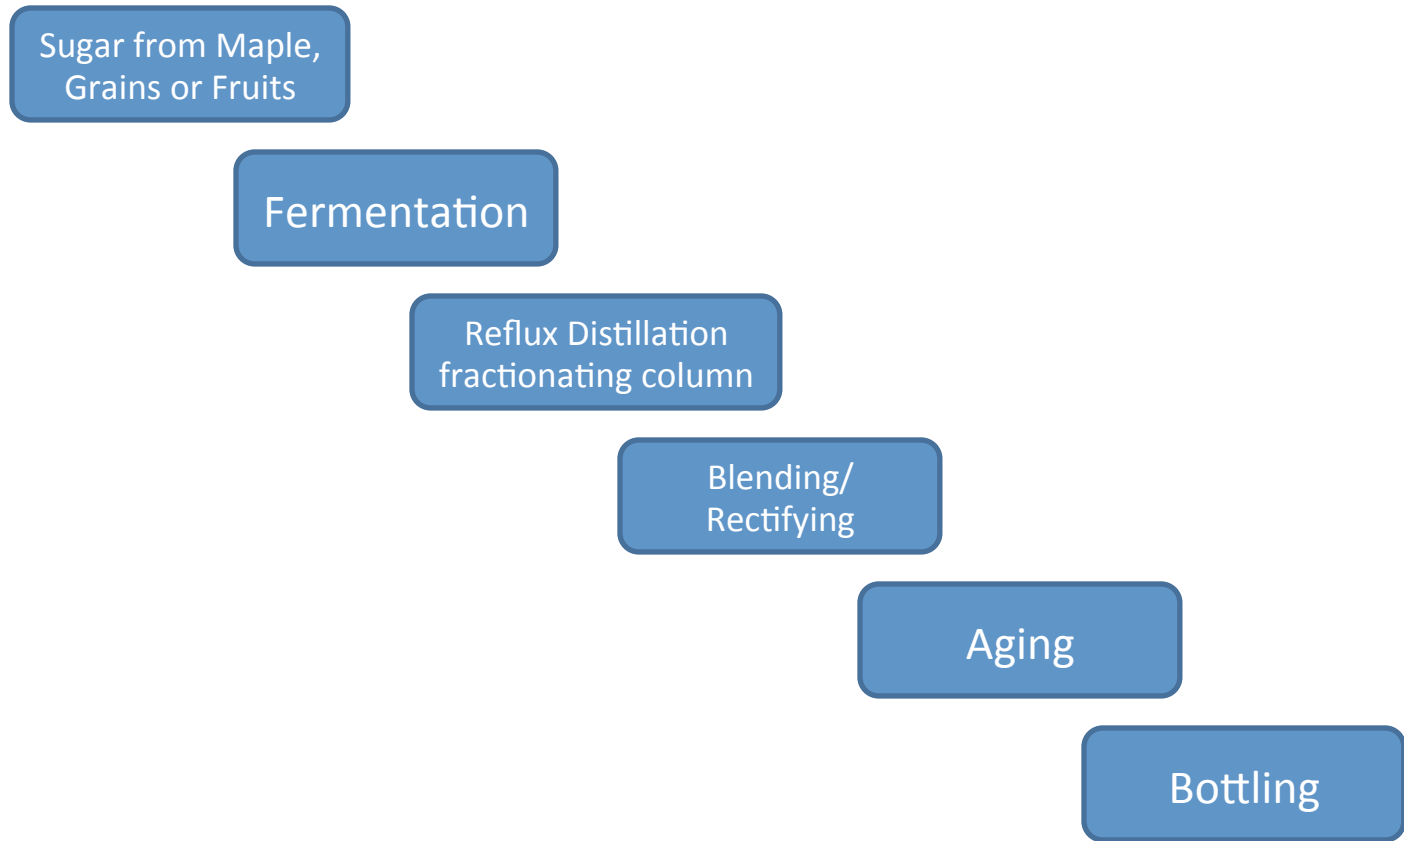 Sugar from Maple,
Grains or Fruits
Fermentation
Reflux Distillation
fractionating column
Blending/
Rectifying
Aging
Bottling